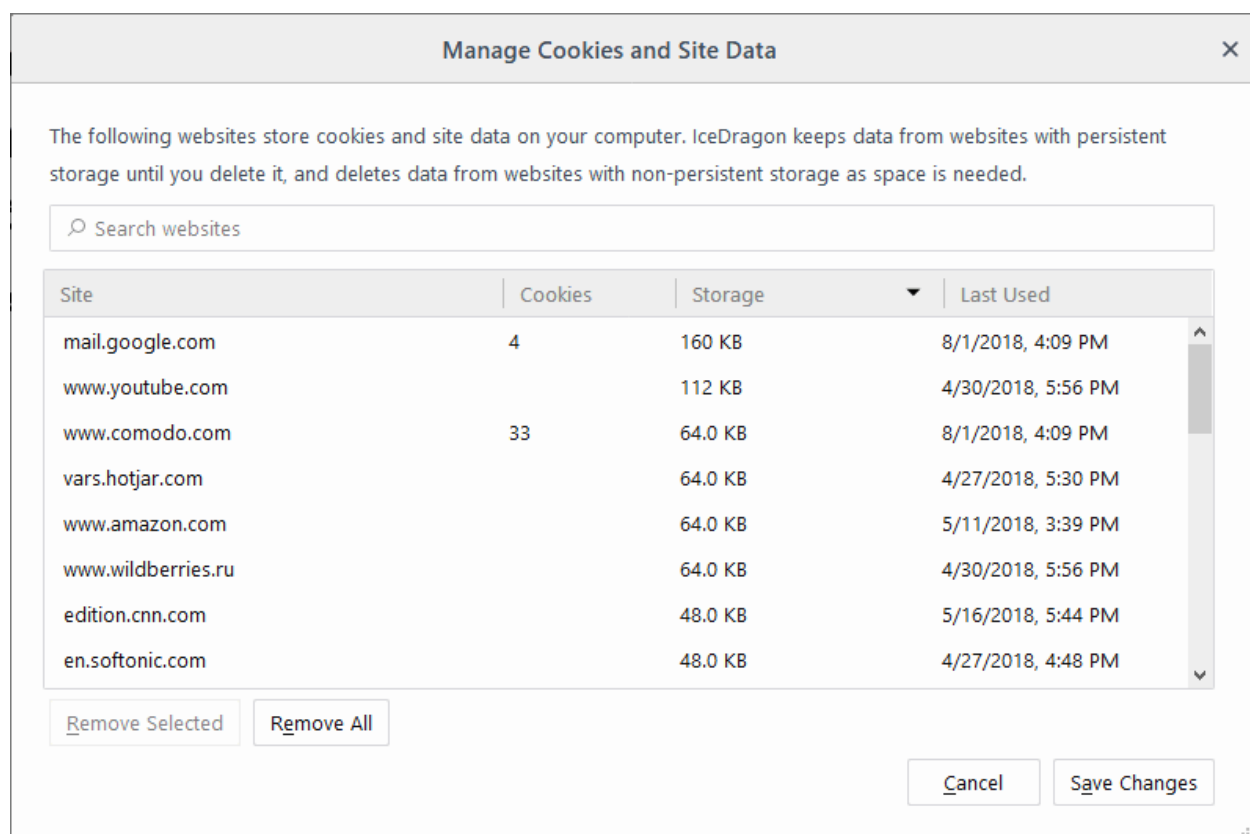 Manage Cookies and Site Data
The following websites store cookies and site data on your computer. IceDragon keeps data from websites with persistent
storage until you delete it, and deletes data from websites with non-persistent storage as space is needed.
Search websites
Site Cookies Storage Last Used
mail.google.com 4 160 KB 8/1/2018, 4:09 PM
www.youtube.com 112 KB 4/30/2018, 5:56 PM
www.comodo.com 33 64.0 KB 8/1/2018, 4:09 PM
vars.hotjar.com 64.0 KB 4/27/2018, 5:30 PM
www.amazon.com 64.0 KB 5/11/2018, 3:39 PM
www.wildberries.ru 64.0 KB 4/30/2018, 5:56 PM
edition.cnn.com 48.0 KB 5/16/2018, 5:44 PM
en.softonic.com 48.0 KB 4/27/2018, 4:48 PM
Remove Selected Remove All
Cancel Save Changes